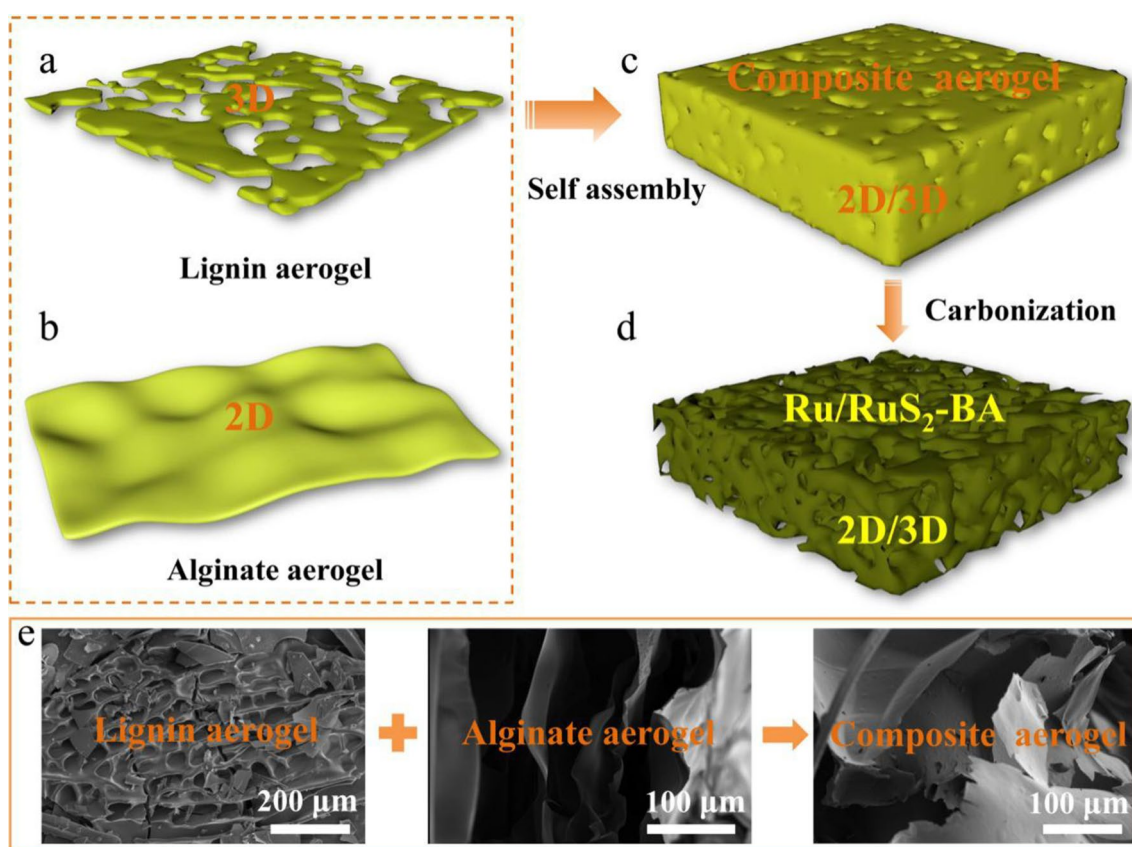 a
3D
Lignin aerogel
b
2D
Alginate aerogel
Self assembly
c
Composite aerogel
2D/3D
Carbonization
d
Ru/RuS₂-BA
2D/3D
e
Lignin aerogel
200 μm
+
Alginate aerogel
100 μm
Composite aerogel
100 μm